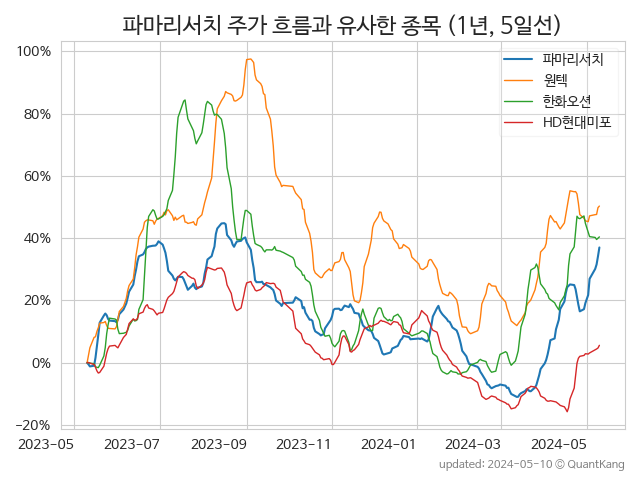 파마리서치 주가 흐름과 유사한 종목 (1년, 5일선)
파마리서치
원텍
한화오션
HD현대미포
100%
80%
60%
40%
20%
0%
−20%
2023-05
2023-07
2023-09
2023-11
2024-01
2024-03
2024-05
updated: 2024-05-10 © QuantKang